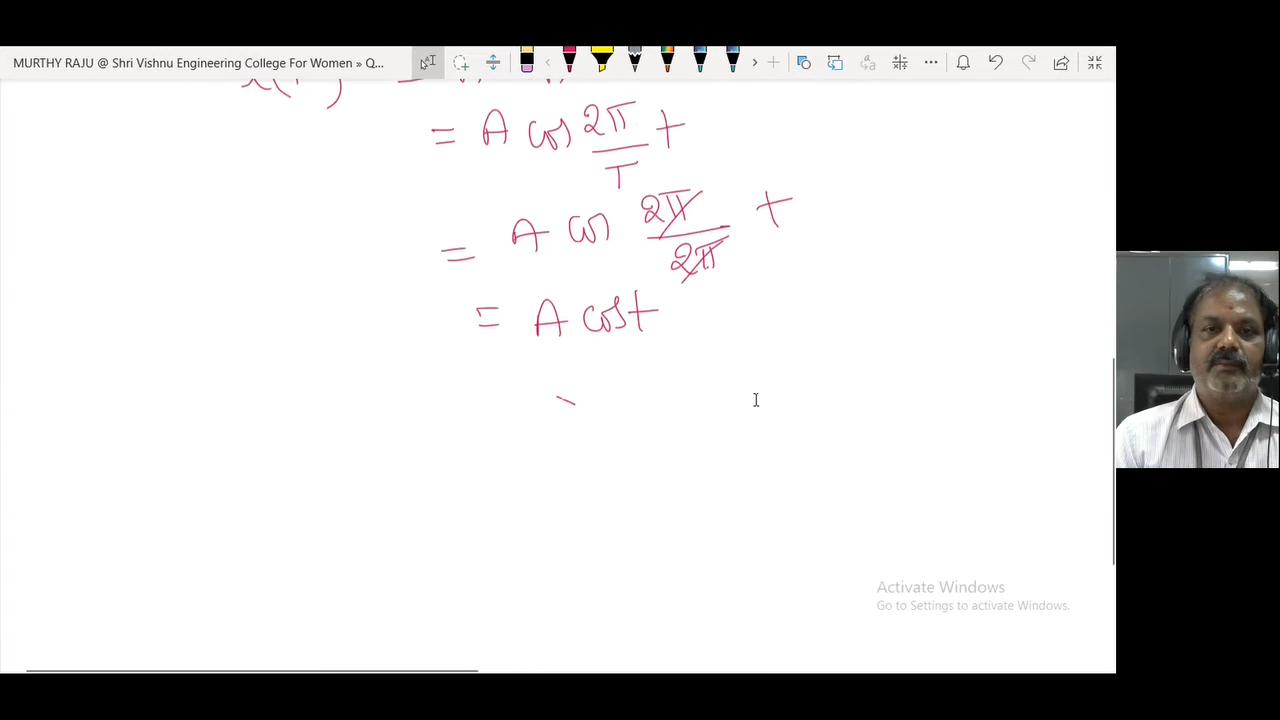 MURTHY RAJU @ Shri Vishnu Engineering College For Women » Q...
= A cos 2π/T t
= A cos 2π/2π t
= A cost
Activate Windows
Go to Settings to activate Windows.